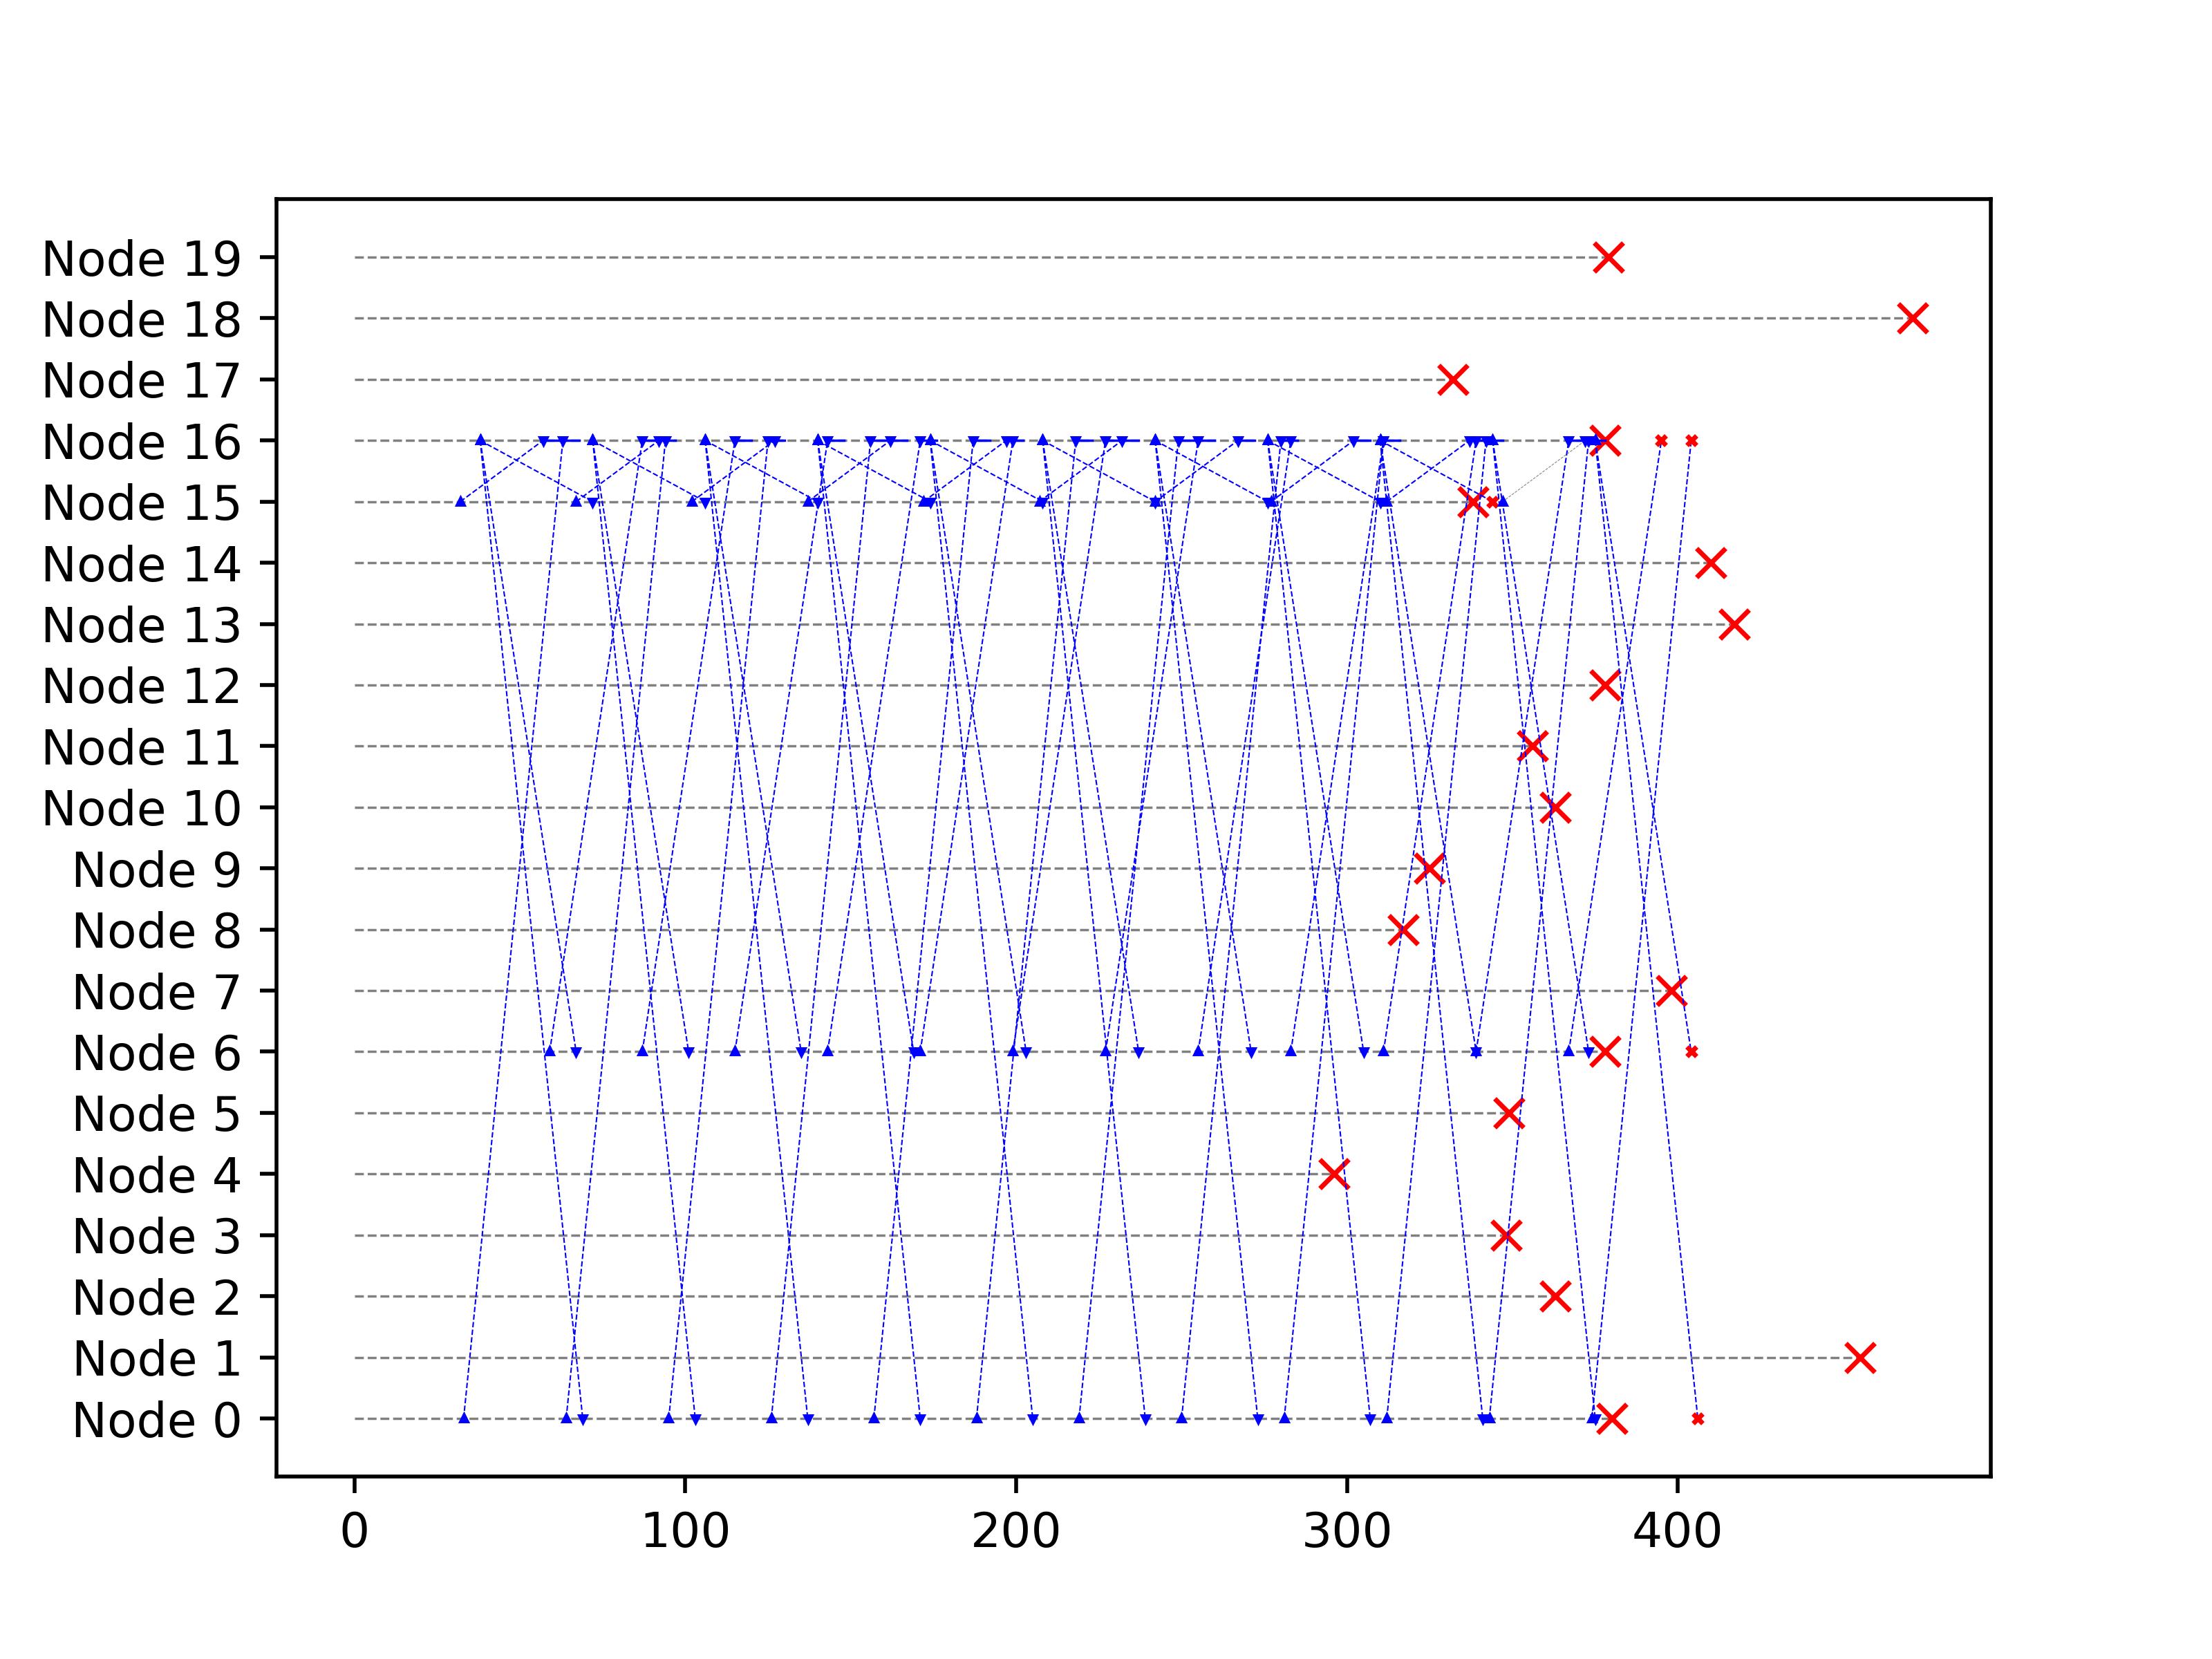 Node 19
Node 18
Node 17
Node 16
Node 15
Node 14
Node 13
Node 12
Node 11
Node 10
Node 9
Node 8
Node 7
Node 6
Node 5
Node 4
Node 3
Node 2
Node 1
Node 0
0 100 200 300 400